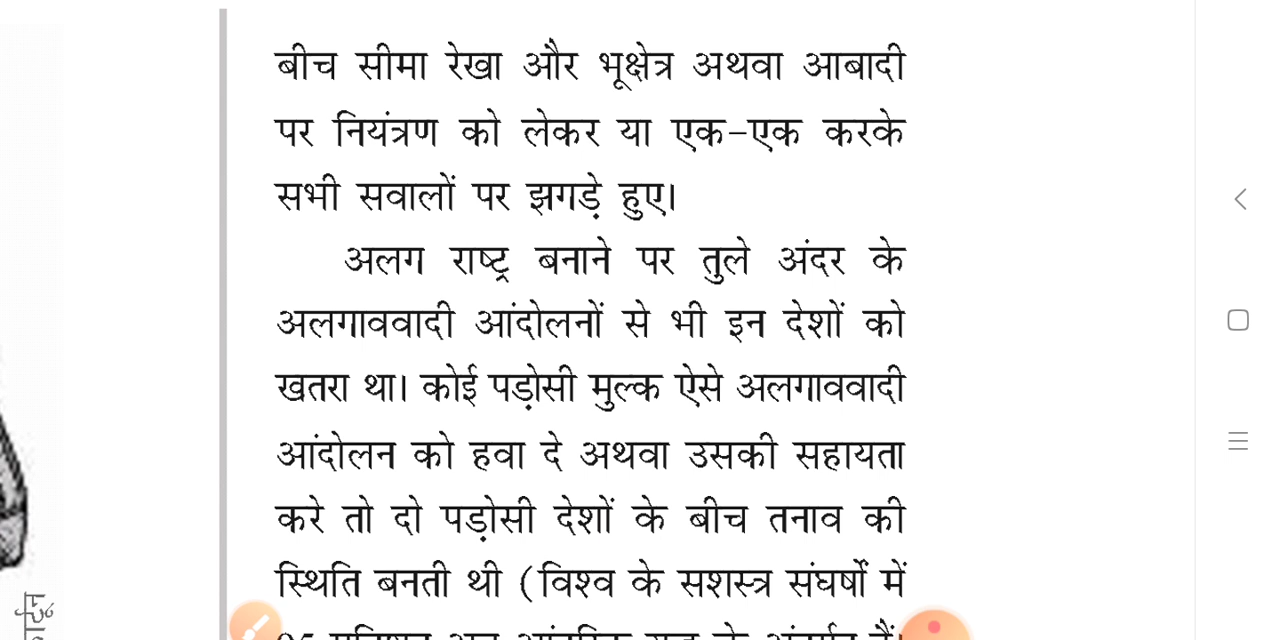 बीच सीमा रेखा और भूक्षेत्र अथवा आबादी
पर नियंत्रण को लेकर या एक-एक करके
सभी सवालों पर झगड़े हुए।
अलग राष्ट्र बनाने पर तुले अंदर के
अलगाववादी आंदोलनों से भी इन देशों को
खतरा था। कोई पड़ोसी मुल्क ऐसे अलगाववादी
आंदोलन को हवा दे अथवा उसकी सहायता
करे तो दो पड़ोसी देशों के बीच तनाव की
स्थिति बनती थी (विश्व के सशस्त्र संघर्षों में